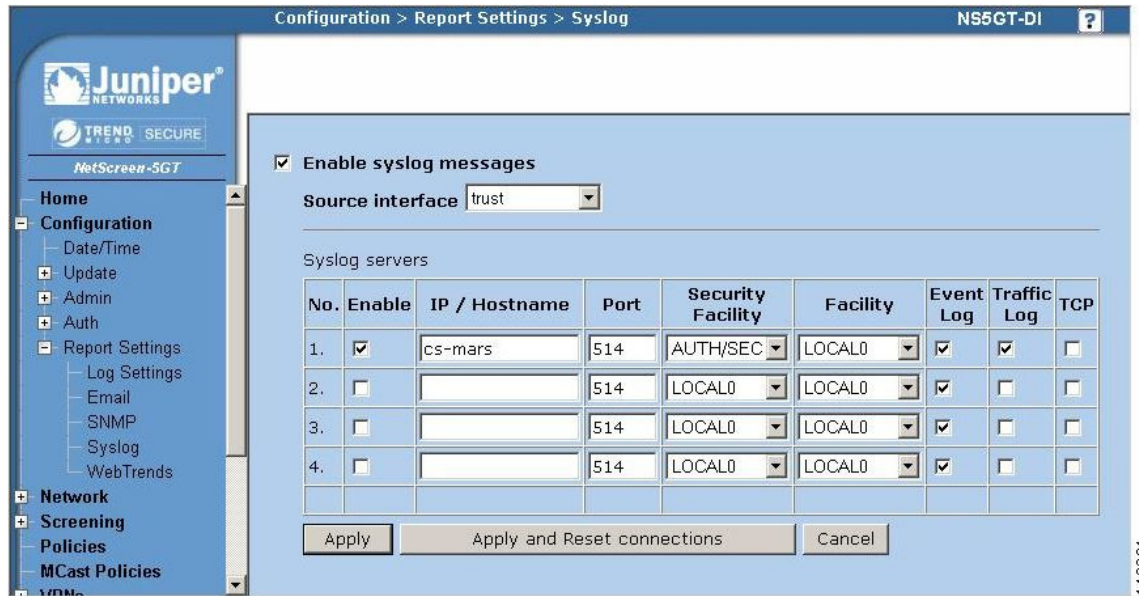 Configuration > Report Settings > Syslog NS5GT-DI ?
Juniper®
NETWORKS
TREND MICRO SECURE
NetScreen-5GT
Home
Configuration
Date/Time
Update
Admin
Auth
Report Settings
Log Settings
Email
SNMP
Syslog
WebTrends
Network
Screening
Policies
MCast Policies
VPNs
Enable syslog messages
Source interface trust
Syslog servers
No. Enable IP / Hostname Port Security Facility Facility Event Log Traffic Log TCP
1. cs-mars 514 AUTH/SEC LOCAL0
2. 514 LOCAL0 LOCAL0
3. 514 LOCAL0 LOCAL0
4. 514 LOCAL0 LOCAL0
Apply Apply and Reset connections Cancel